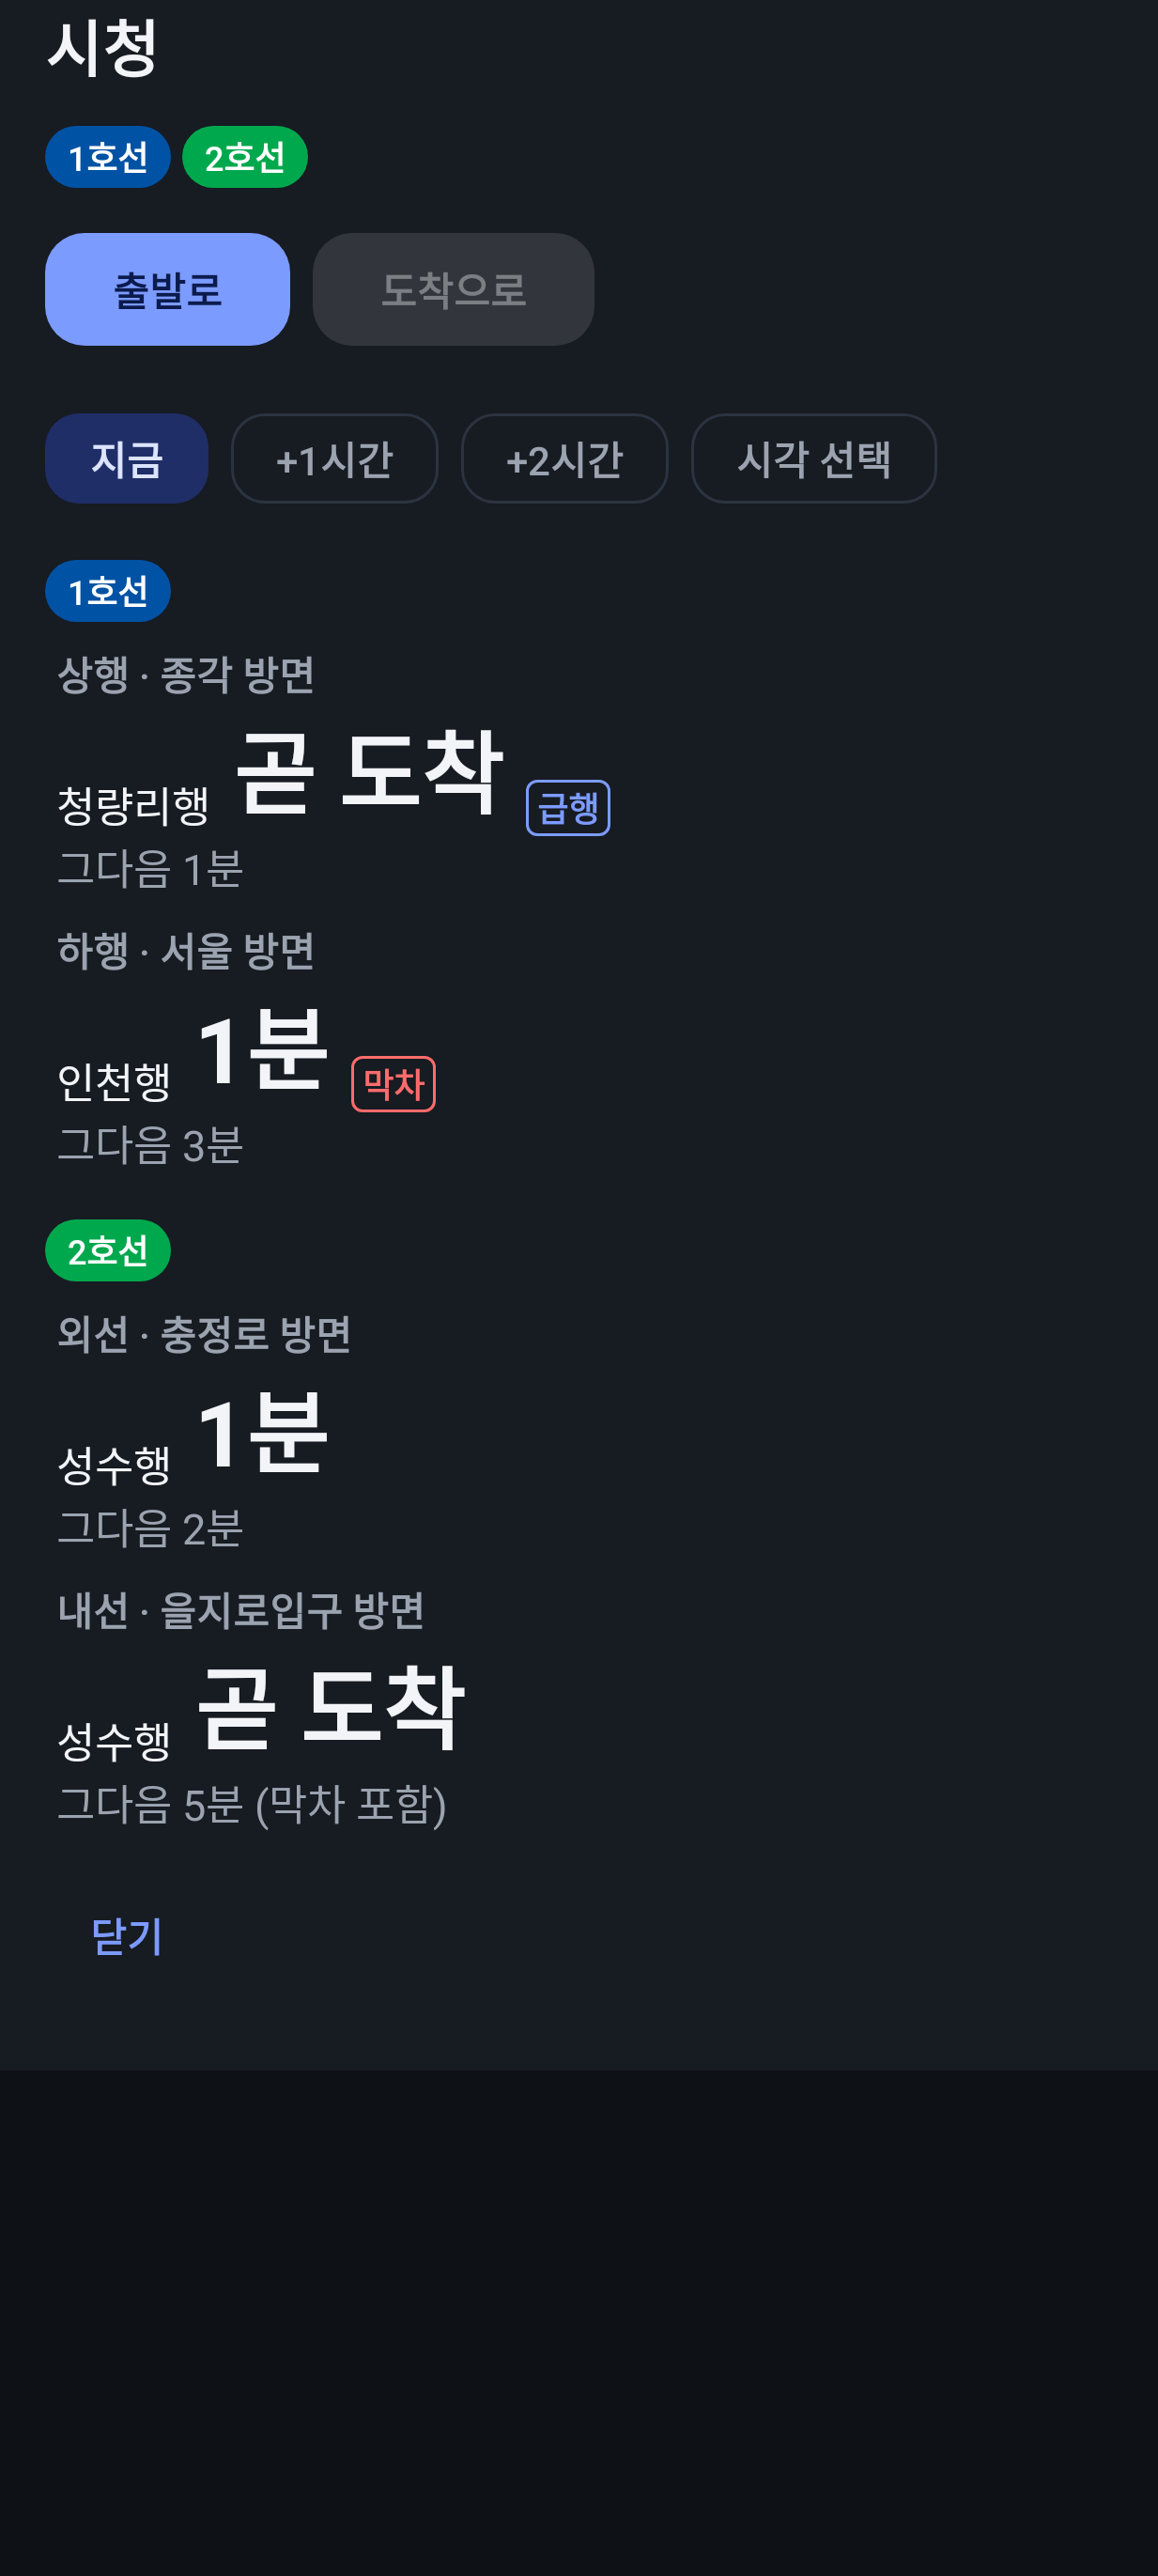 시청
1호선 2호선
출발로 도착으로
지금 +1시간 +2시간 시각 선택
1호선
상행 · 종각 방면
청량리행 곧 도착 급행
그다음 1분
하행 · 서울 방면
인천행 1분 막차
그다음 3분
2호선
외선 · 충정로 방면
성수행 1분
그다음 2분
내선 · 을지로입구 방면
성수행 곧 도착
그다음 5분 (막차 포함)
닫기